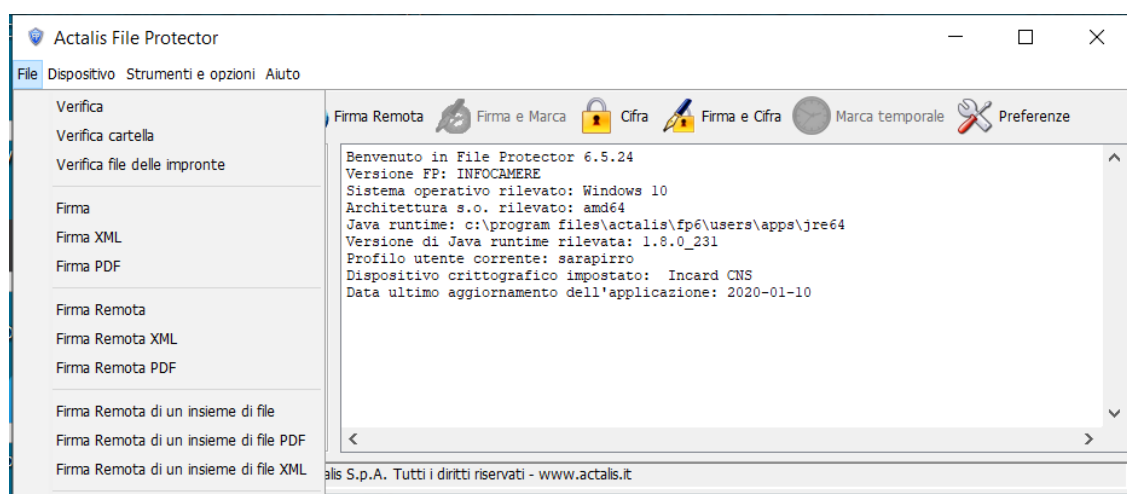 Actalis File Protector
File Dispositivo Strumenti e opzioni Aiuto
Verifica
Verifica cartella
Verifica file delle impronte
Firma
Firma XML
Firma PDF
Firma Remota
Firma Remota XML
Firma Remota PDF
Firma Remota di un insieme di file
Firma Remota di un insieme di file PDF
Firma Remota di un insieme di file XML
Firma Remota Firma e Marca Cifra Firma e Cifra Marca temporale Preferenze
Benvenuto in File Protector 6.5.24
Versione FP: INFOCAMERE
Sistema operativo rilevato: Windows 10
Architettura s.o. rilevato: amd64
Java runtime: c:\program files\actalis\fp6\users\apps\jre64
Versione di Java runtime rilevata: 1.8.0_231
Profilo utente corrente: sarapirro
Dispositivo crittografico impostato:  Incard CNS
Data ultimo aggiornamento dell'applicazione: 2020-01-10
alis S.p.A. Tutti i diritti riservati - www.actalis.it